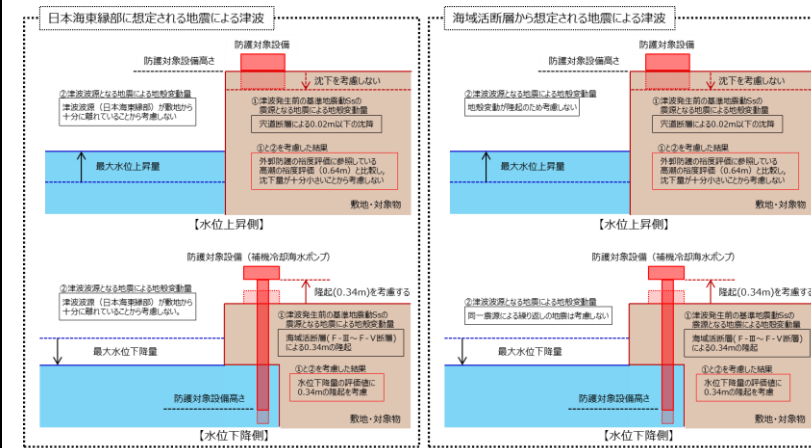 日本海東縁部に想定される地震による津波
防護対象設備
防護対象設備高さ
沈下を考慮しない
②津波波源となる地震による地殻変動量
津波波源（日本海東縁部）が敷地から
十分に離れていることから考慮しない
①津波発生前の基準地震動Ssの
震源となる地震による地殻変動量
宍道断層による0.02m以下の沈降
①と②を考慮した結果
外郭防護の裕度評価に参照している
高潮の裕度評価（0.64m）と比較し、
沈下量が十分小さいことから考慮しない
最大水位上昇量
敷地・対象物
【水位上昇側】
防護対象設備（補機冷却海水ポンプ）
隆起(0.34m)を考慮する
②津波波源となる地震による地殻変動量
津波波源（日本海東縁部）が敷地から
十分に離れていることから考慮しない。
①津波発生前の基準地震動Ssの
震源となる地震による地殻変動量
海域活断層(Ｆ-Ⅲ～Ｆ-Ⅴ断層)
による0.34mの隆起
最大水位下降量
①と②を考慮した結果
水位下降量の評価値に
0.34mの隆起を考慮
防護対象設備高さ
敷地・対象物
【水位下降側】
海域活断層から想定される地震による津波
防護対象設備
防護対象設備高さ
沈下を考慮しない
②津波波源となる地震による地殻変動量
地殻変動が隆起のため考慮しない
①津波発生前の基準地震動Ssの
震源となる地震による地殻変動量
宍道断層による0.02m以下の沈降
①と②を考慮した結果
外郭防護の裕度評価に参照している
高潮の裕度評価（0.64m）と比較し、
沈下量が十分小さいことから考慮しない
最大水位上昇量
敷地・対象物
【水位上昇側】
防護対象設備（補機冷却海水ポンプ）
隆起(0.34m)を考慮する
②津波波源となる地震による地殻変動量
同一震源による繰り返しの地震は考慮しない
①津波発生前の基準地震動Ssの
震源となる地震による地殻変動量
海域活断層(Ｆ-Ⅲ～Ｆ-Ⅴ断層)
による0.34mの隆起
最大水位下降量
①と②を考慮した結果
水位下降量の評価値に
0.34mの隆起を考慮
防護対象設備高さ
敷地・対象物
【水位下降側】